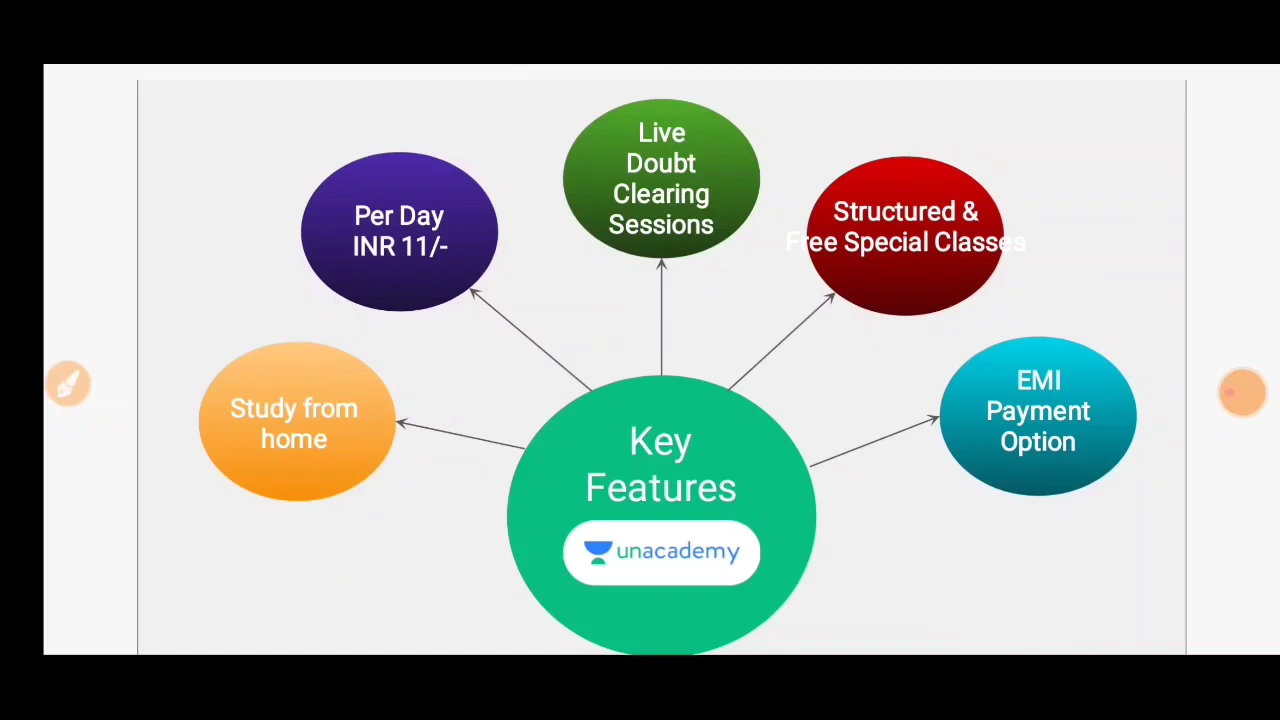 Live
Doubt
Clearing
Sessions
Per Day
INR 11/-
Structured &
Free Special Classes
Study from
home
EMI
Payment
Option
Key
Features
unacademy